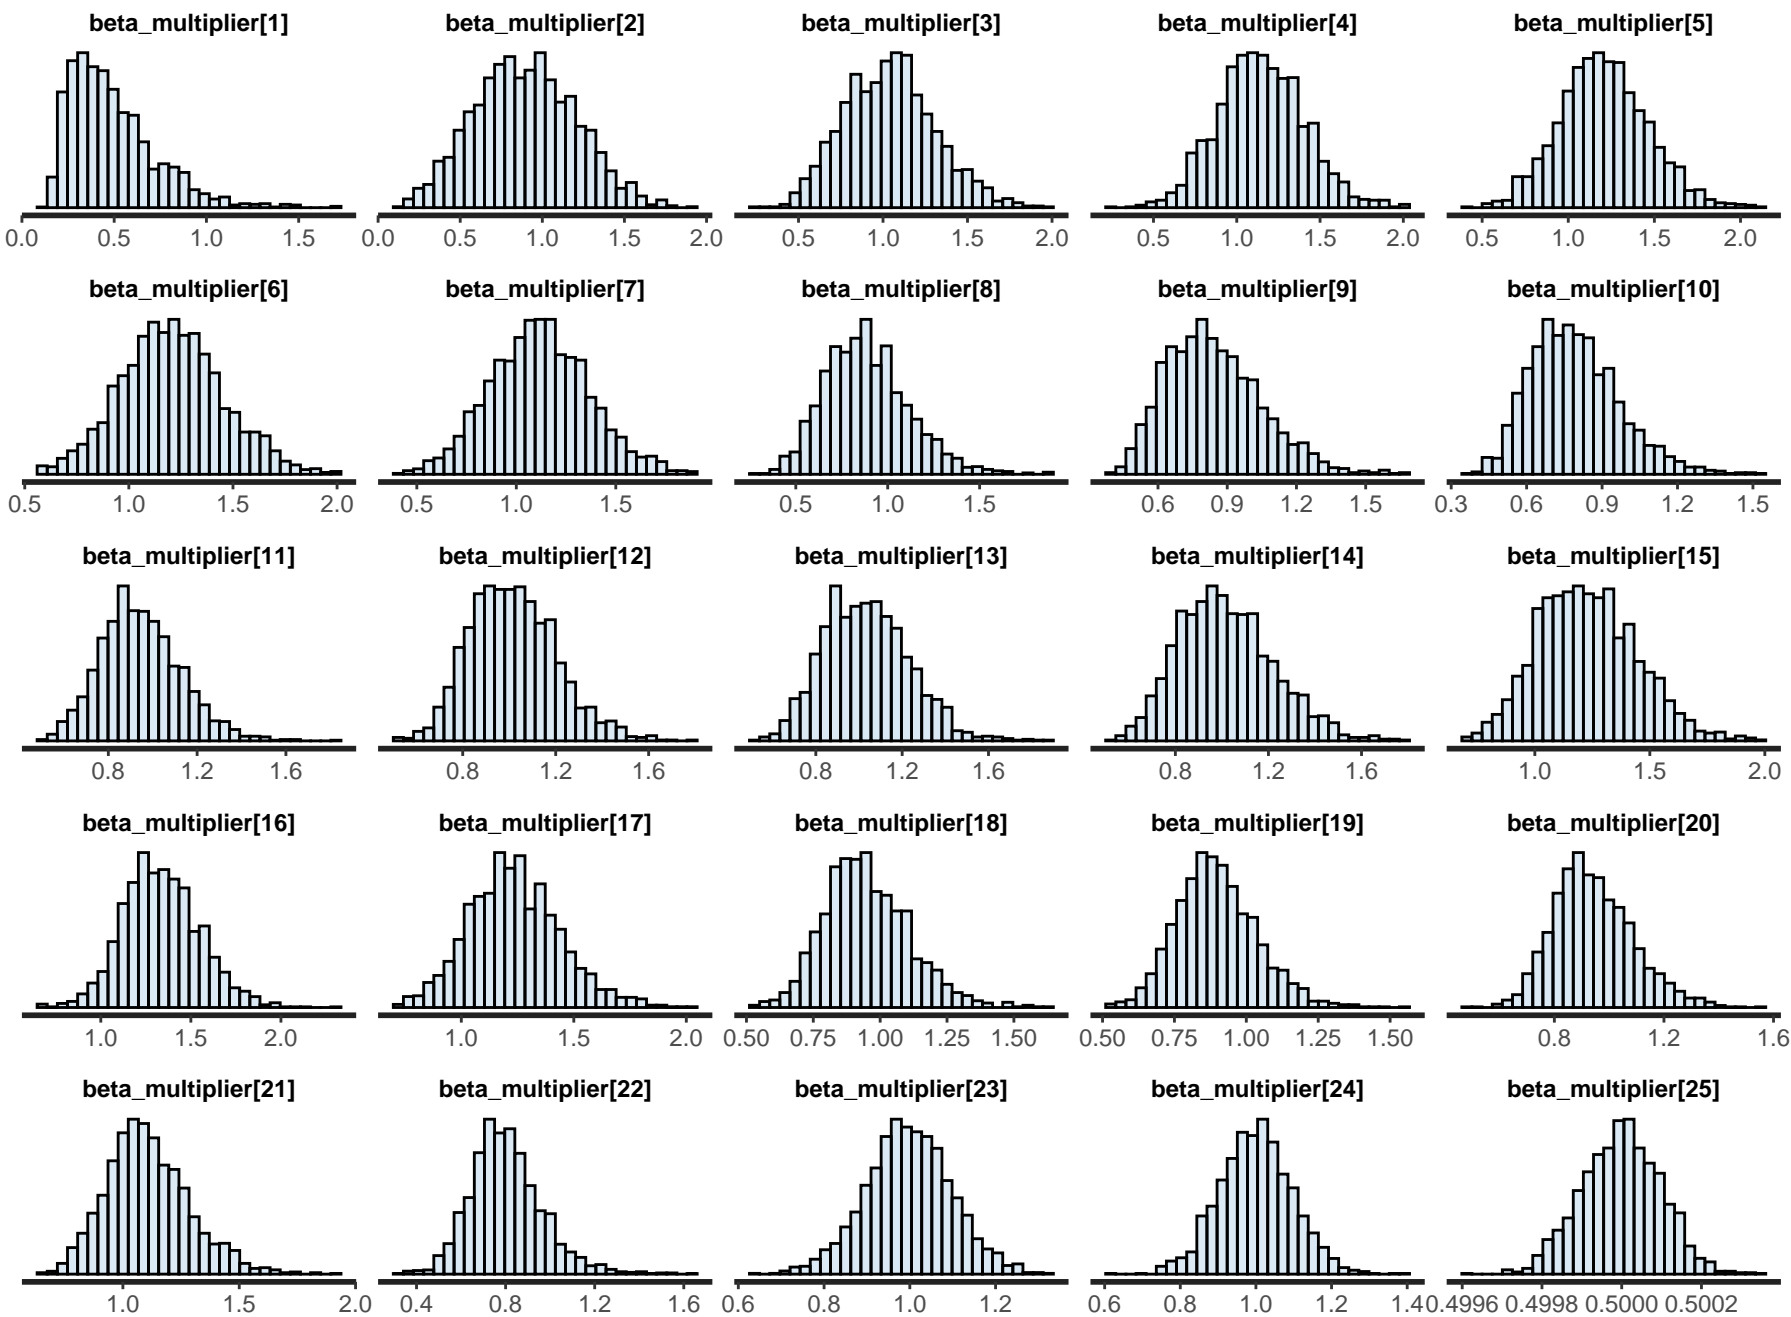 beta_multiplier[1] beta_multiplier[2] beta_multiplier[3] beta_multiplier[4] beta_multiplier[5]
0.0 0.5 1.0 1.5 0.0 0.5 1.0 1.5 2.0 0.5 1.0 1.5 2.0 0.5 1.0 1.5 2.0 0.5 1.0 1.5 2.0
beta_multiplier[6] beta_multiplier[7] beta_multiplier[8] beta_multiplier[9] beta_multiplier[10]
0.5 1.0 1.5 2.0 0.5 1.0 1.5 0.5 1.0 1.5 0.6 0.9 1.2 1.5 0.3 0.6 0.9 1.2 1.5
beta_multiplier[11] beta_multiplier[12] beta_multiplier[13] beta_multiplier[14] beta_multiplier[15]
0.8 1.2 1.6 0.8 1.2 1.6 0.8 1.2 1.6 0.8 1.2 1.6 1.0 1.5 2.0
beta_multiplier[16] beta_multiplier[17] beta_multiplier[18] beta_multiplier[19] beta_multiplier[20]
1.0 1.5 2.0 1.0 1.5 2.0 0.50 0.75 1.00 1.25 1.50 0.50 0.75 1.00 1.25 1.50 0.8 1.2 1.6
beta_multiplier[21] beta_multiplier[22] beta_multiplier[23] beta_multiplier[24] beta_multiplier[25]
1.0 1.5 2.0 0.4 0.8 1.2 1.6 0.6 0.8 1.0 1.2 0.6 0.8 1.0 1.2 1.4 0.4996 0.4998 0.5000 0.5002